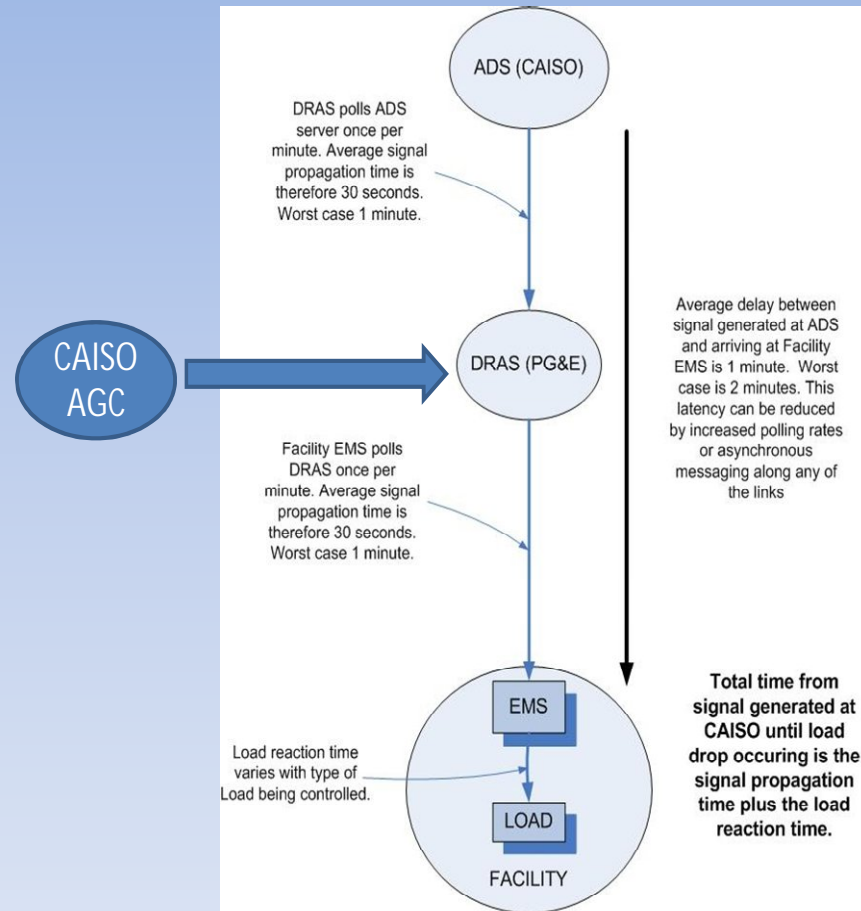 ADS (CAISO)
DRAS polls ADS
server once per
minute. Average signal
propagation time is
therefore 30 seconds.
Worst case 1 minute.
CAISO
AGC
DRAS (PG&E)
Average delay between
signal generated at ADS
and arriving at Facility
EMS is 1 minute. Worst
case is 2 minutes. This
latency can be reduced
by increased polling rates
or asynchronous
messaging along any of
the links
Facility EMS polls
DRAS once per
minute. Average signal
propagation time is
therefore 30 seconds.
Worst case 1 minute.
EMS
Load reaction time
varies with type of
Load being controlled.
LOAD
FACILITY
Total time from
signal generated at
CAISO until load
drop occuring is the
signal propagation
time plus the load
reaction time.